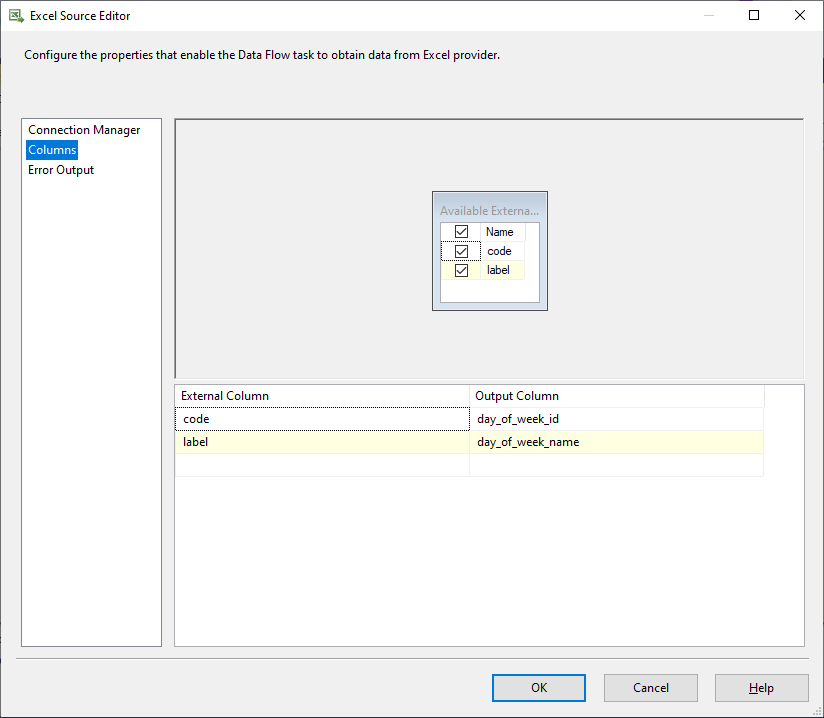 Excel Source Editor
Configure the properties that enable the Data Flow task to obtain data from Excel provider.
Connection Manager
Columns
Error Output
Available Externa...
Name
code
label
External Column Output Column
code day_of_week_id
label day_of_week_name
OK Cancel Help